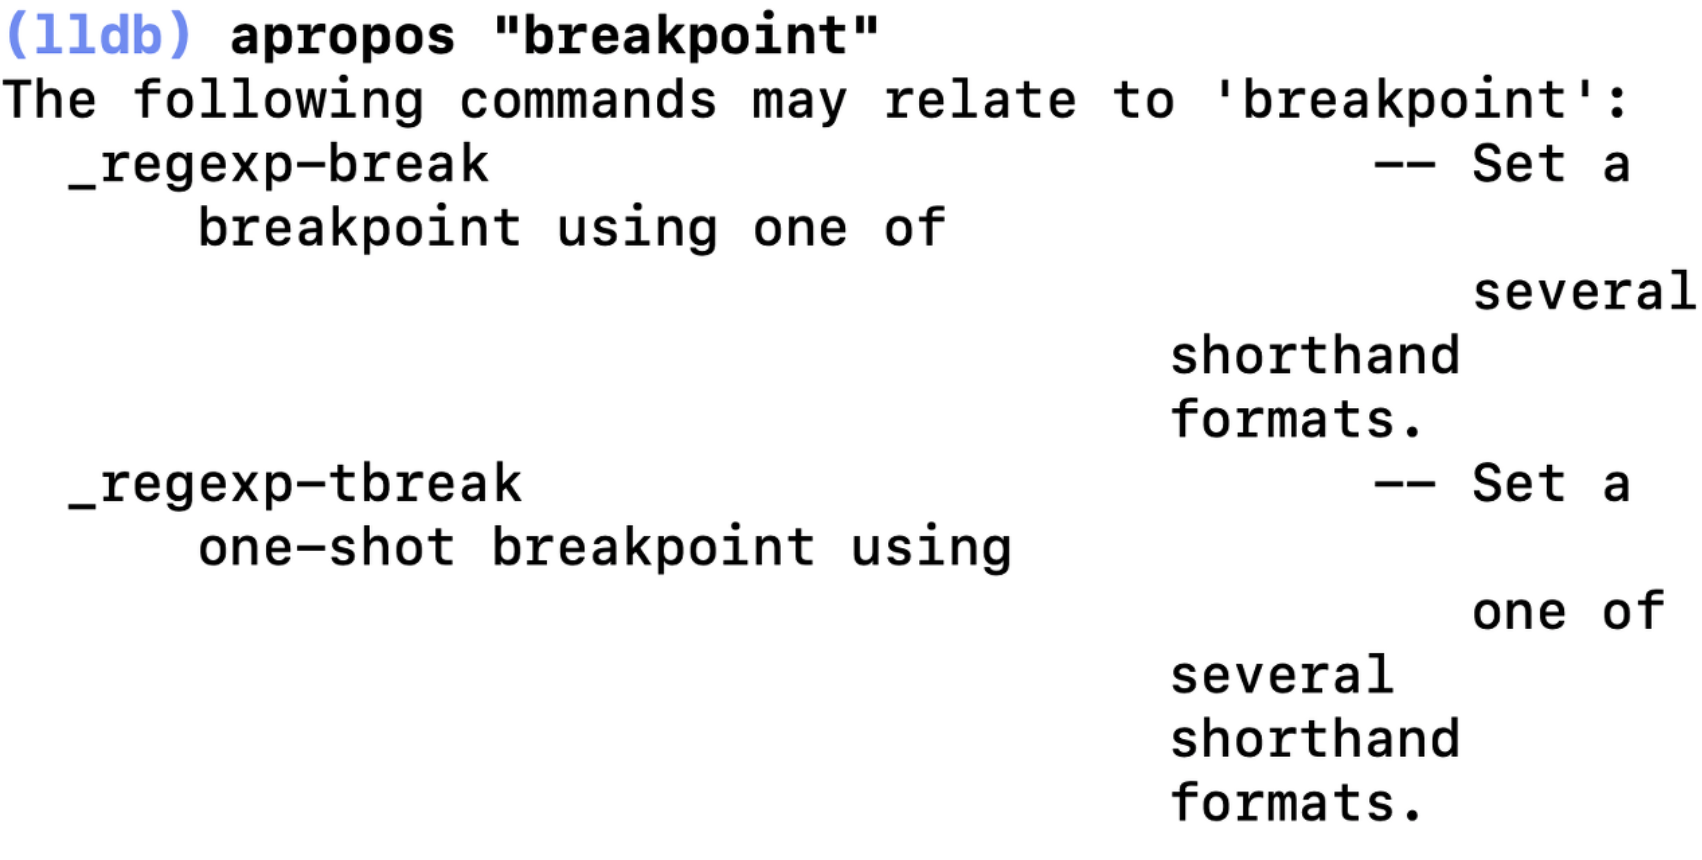 (lldb) apropos "breakpoint"
The following commands may relate to 'breakpoint':
_regexp-break -- Set a
breakpoint using one of
several
shorthand
formats.
_regexp-tbreak -- Set a
one-shot breakpoint using
one of
several
shorthand
formats.